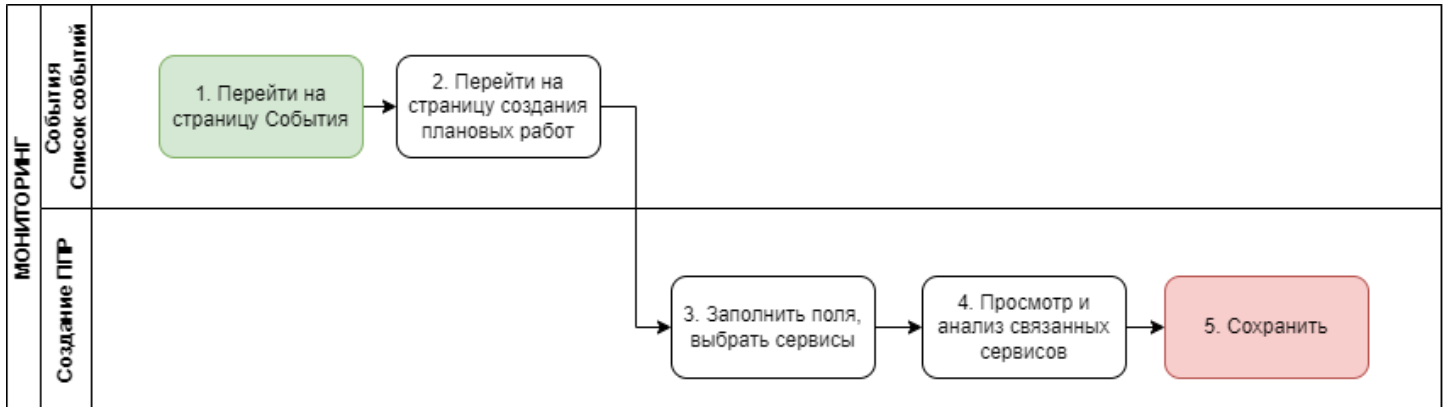 МОНИТОРИНГ
События
Список событий
1. Перейти на
страницу События
2. Перейти на
страницу создания
плановых работ
Создание ППР
3. Заполнить поля,
выбрать сервисы
4. Просмотр и
анализ связанных
сервисов
5. Сохранить